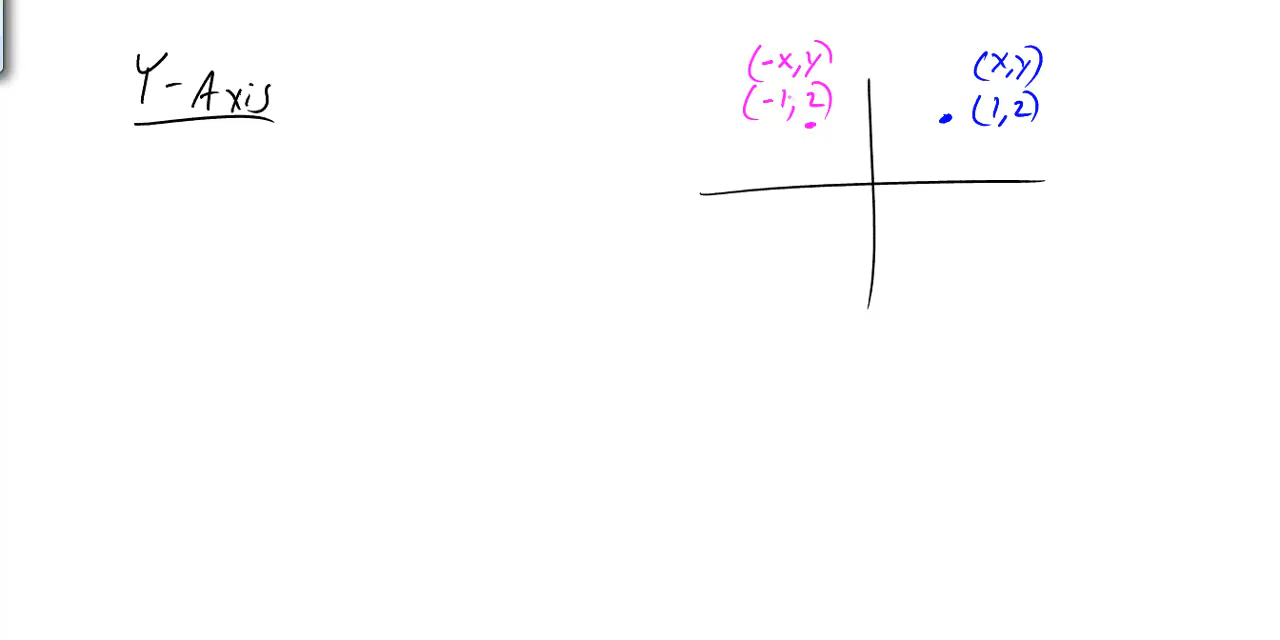 Y-Axis
(-x,y)
(-1, 2)
(x,y)
(1,2)